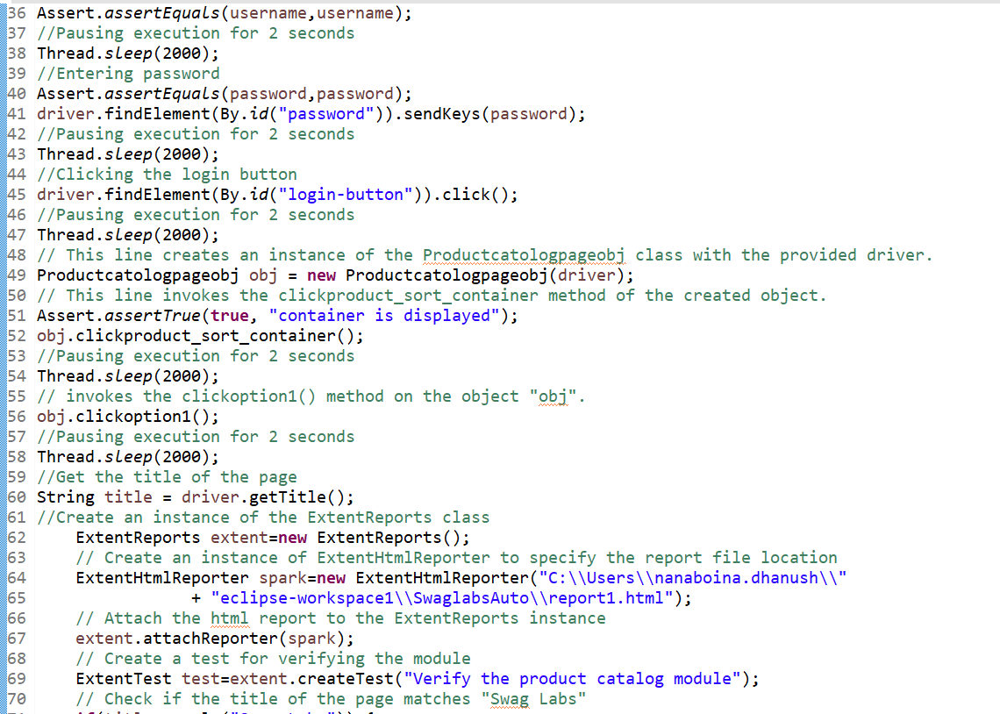 36 Assert.assertEquals(username,username);
37 //Pausing execution for 2 seconds
38 Thread.sleep(2000);
39 //Entering password
40 Assert.assertEquals(password,password);
41 driver.findElement(By.id("password")).sendKeys(password);
42 //Pausing execution for 2 seconds
43 Thread.sleep(2000);
44 //Clicking the login button
45 driver.findElement(By.id("login-button")).click();
46 //Pausing execution for 2 seconds
47 Thread.sleep(2000);
48 // This line creates an instance of the Productcatologpageobj class with the provided driver.
49 Productcatologpageobj obj = new Productcatologpageobj(driver);
50 // This line invokes the clickproduct_sort_container method of the created object.
51 Assert.assertTrue(true, "container is displayed");
52 obj.clickproduct_sort_container();
53 //Pausing execution for 2 seconds
54 Thread.sleep(2000);
55 // invokes the clickoption1() method on the object "obj".
56 obj.clickoption1();
57 //Pausing execution for 2 seconds
58 Thread.sleep(2000);
59 //Get the title of the page
60 String title = driver.getTitle();
61 //Create an instance of the ExtentReports class
62 ExtentReports extent=new ExtentReports();
63 // Create an instance of ExtentHtmlReporter to specify the report file location
64 ExtentHtmlReporter spark=new ExtentHtmlReporter("C:\\Users\\nanaboina.dhanush\\"
65 + "eclipse-workspace1\\SwaglabsAuto\\report1.html");
66 // Attach the html report to the ExtentReports instance
67 extent.attachReporter(spark);
68 // Create a test for verifying the module
69 ExtentTest test=extent.createTest("Verify the product catalog module");
70 // Check if the title of the page matches "Swag Labs"